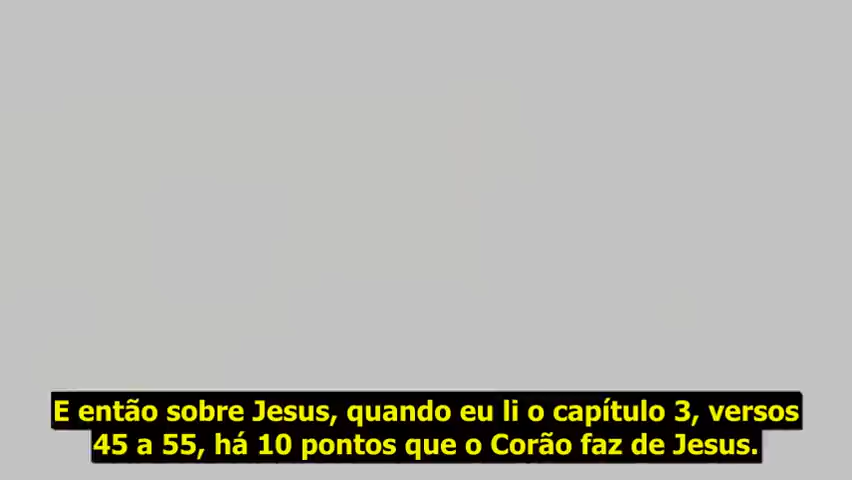 E então sobre Jesus, quando eu li o capítulo 3, versos
45 a 55, há 10 pontos que o Corão faz de Jesus.